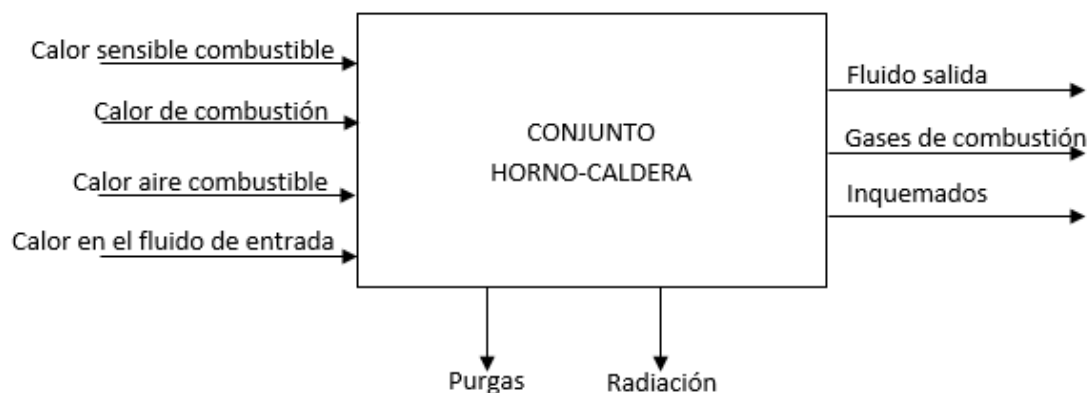 Calor sensible combustible
Calor de combustión
Calor aire combustible
Calor en el fluido de entrada
CONJUNTO
HORNO-CALDERA
Fluido salida
Gases de combustión
Inquemados
Purgas
Radiación